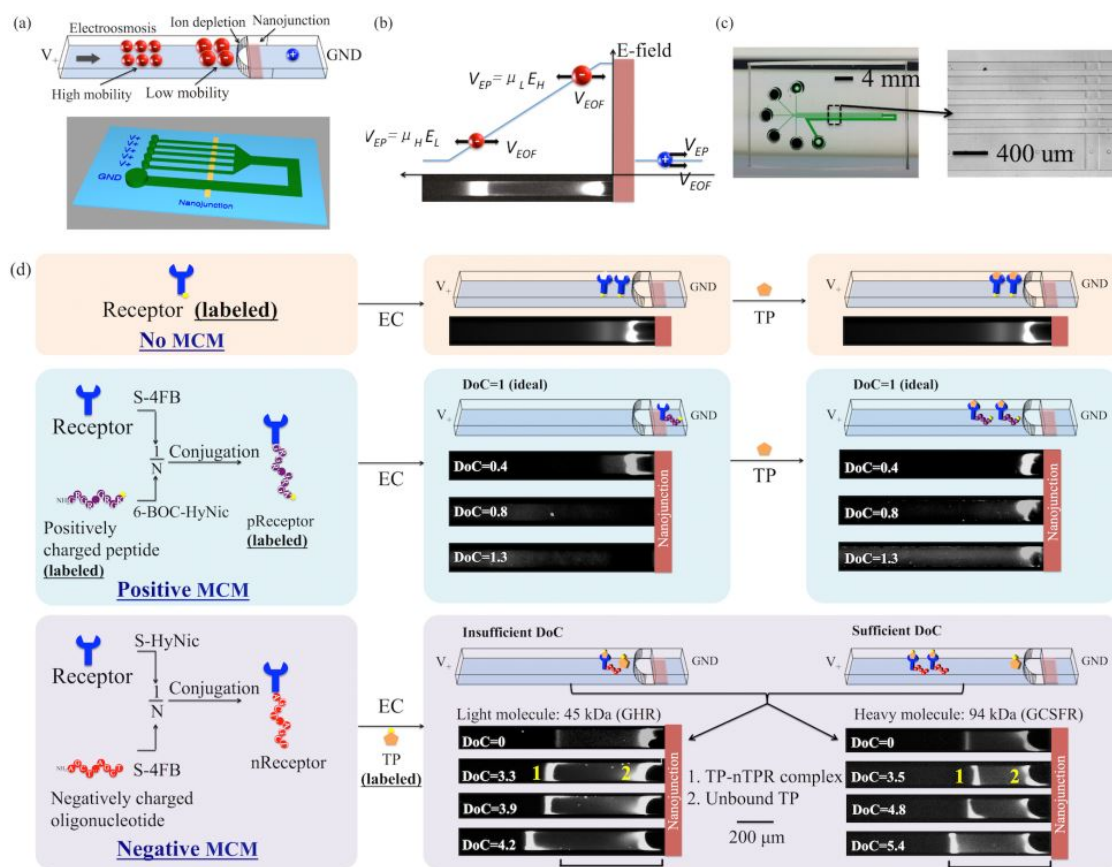 (a)
Electroosmosis
Ion depletion
Nanojunction
V+
GND
High mobility
Low mobility
GND
Nanojunction
(b)
E-field
VEP = μL EH
VEOF
VEP = μH EL
VEOF
VEP
VEOF
(c)
4 mm
400 um
(d)
Receptor (labeled)
No MCM
EC
V+
GND
TP
V+
GND
Receptor
S-4FB
1
N
Conjugation
6-BOC-HyNic
Positively
charged peptide
(labeled)
pReceptor
(labeled)
Positive MCM
EC
DoC=1 (ideal)
V+
GND
DoC=0.4
DoC=0.8
DoC=1.3
Nanojunction
TP
DoC=1 (ideal)
V+
GND
DoC=0.4
DoC=0.8
DoC=1.3
Receptor
S-HyNic
1
N
Conjugation
S-4FB
Negatively charged
oligonucleotide
nReceptor
Negative MCM
EC
TP
(labeled)
Insufficient DoC
Sufficient DoC
V+
GND
V+
GND
Light molecule: 45 kDa (GHR)
DoC=0
DoC=3.3
1
2
DoC=3.9
DoC=4.2
Nanojunction
1. TP-nTPR complex
2. Unbound TP
200 μm
Heavy molecule: 94 kDa (GCSFR)
DoC=0
DoC=3.5
1
2
DoC=4.8
DoC=5.4
Nanojunction